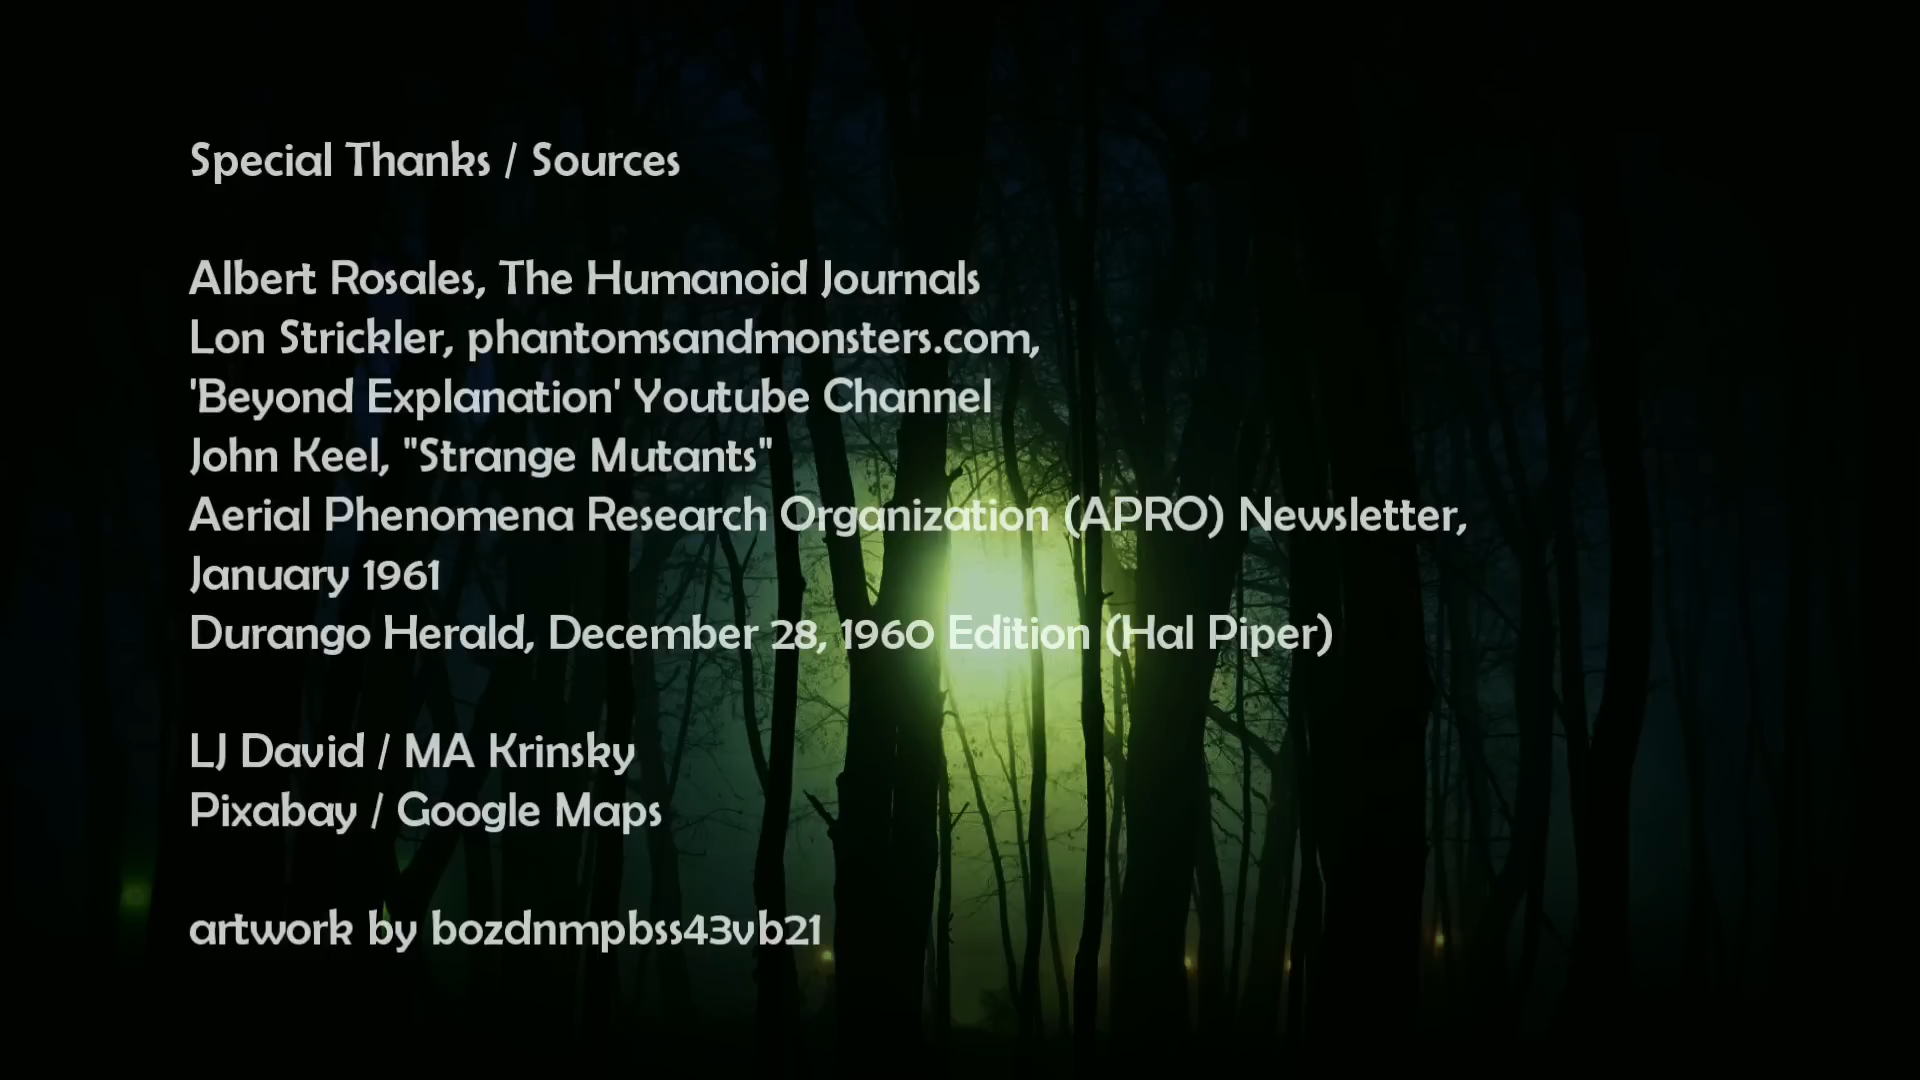 Special Thanks / Sources
Albert Rosales, The Humanoid Journals
Lon Strickler, phantomsandmonsters.com,
'Beyond Explanation' Youtube Channel
John Keel, "Strange Mutants"
Aerial Phenomena Research Organization (APRO) Newsletter,
January 1961
Durango Herald, December 28, 1960 Edition (Hal Piper)
LJ David / MA Krinsky
Pixabay / Google Maps
artwork by bozdnmpbss43vb21